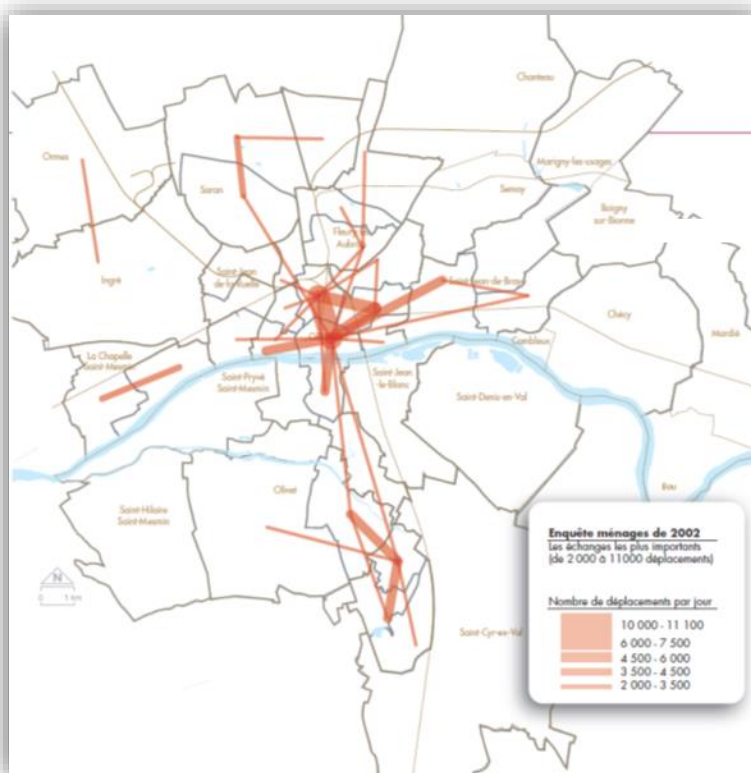 Chanteau
Ormes
Marigny-les-usages
Saran
Semoy
Boigny
sur-Bionne
Fleury
Aubrais
Ingré
Saint-Jean
de-la-Ruelle
Saint-Jean-de-Braye
Chécy
Mardié
La Chapelle
Saint-Mesmin
Combleux
Saint-Pryvé
Saint-Mesmin
Saint-Jean
le-Blanc
Saint-Denis-en-Val
Bou
Olivet
Saint-Hilaire
Saint-Mesmin
Saint-Cyr-en-Val
N
0 1 km
Enquête ménages de 2002
Les échanges les plus importants
(de 2 000 à 11000 déplacements)
Nombre de déplacements par jour
10 000 - 11 100
6 000 - 7 500
4 500 - 6 000
3 500 - 4 500
2 000 - 3 500